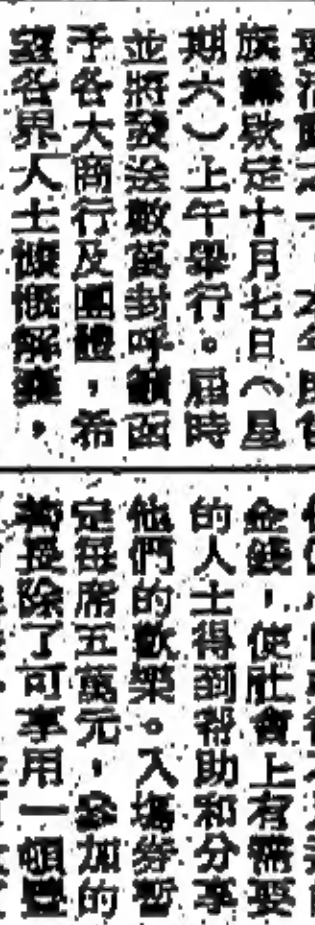 族籌款定十月七日（星
期六）上午舉行。屆時
並將發送數萬封呼籲函
予各大商行及團體，希
望各界人士慷慨解囊，
金錢，使社會上有需要
的人士得到幫助和分享
他們的歡樂。入場券暫
定每席五萬元，參加的
除了可享用一頓豐